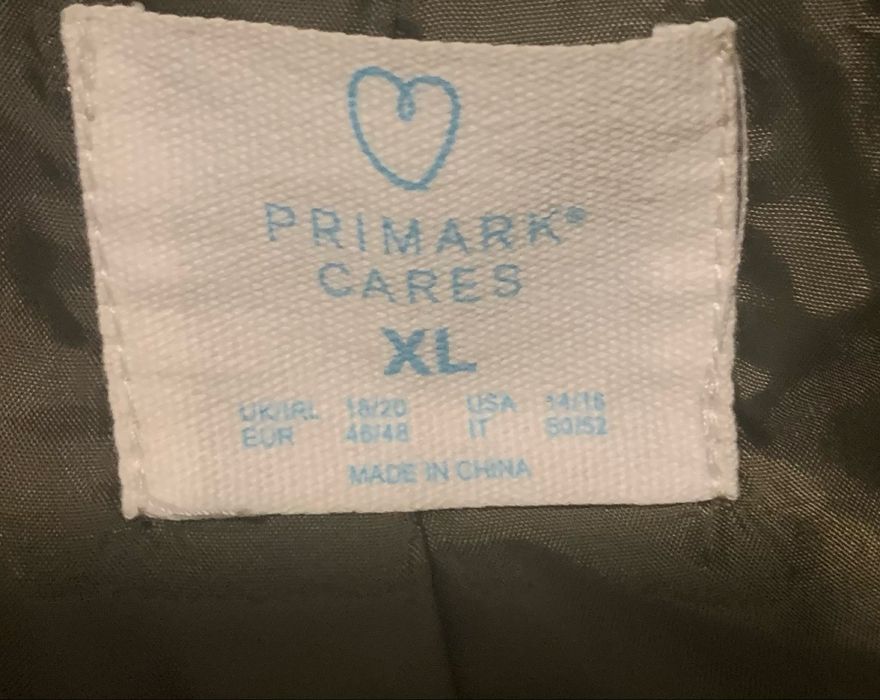 PRIMARK®
CARES
XL
UK/IRL 18/20 USA 14/16
EUR 46/48 IT 50/52
MADE IN CHINA